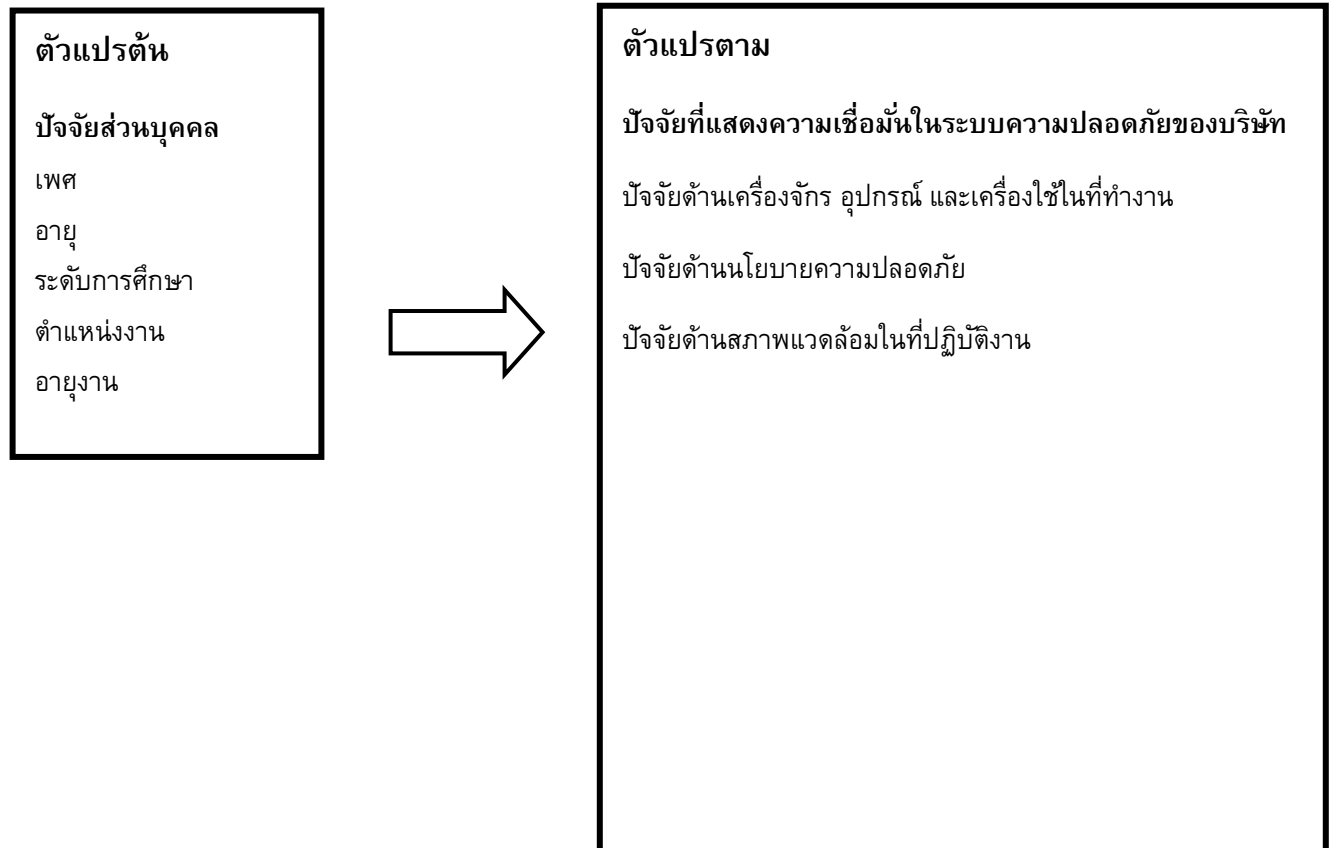 ตัวแปรต้น
ปัจจัยส่วนบุคคล
เพศ
อายุ
ระดับการศึกษา
ตำแหน่งงาน
อายุงาน
ตัวแปรตาม
ปัจจัยที่แสดงความเชื่อมั่นในระบบความปลอดภัยของบริษัท
ปัจจัยด้านเครื่องจักร อุปกรณ์ และเครื่องใช้ในที่ทำงาน
ปัจจัยด้านนโยบายความปลอดภัย
ปัจจัยด้านสภาพแวดล้อมในที่ปฏิบัติงาน